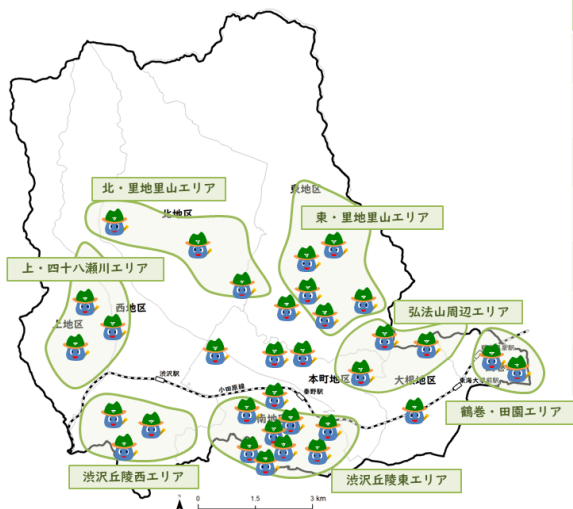 北・里地里山エリア
北地区
東地区
東・里地里山エリア
上・四十八瀬川エリア
西地区
上地区
弘法山周辺エリア
渋沢駅
小田原線
秦野駅
本町地区
大根地区
東海大
鶴巻・田園エリア
南地
渋沢丘陵西エリア
渋沢丘陵東エリア
0 1.5 3 km